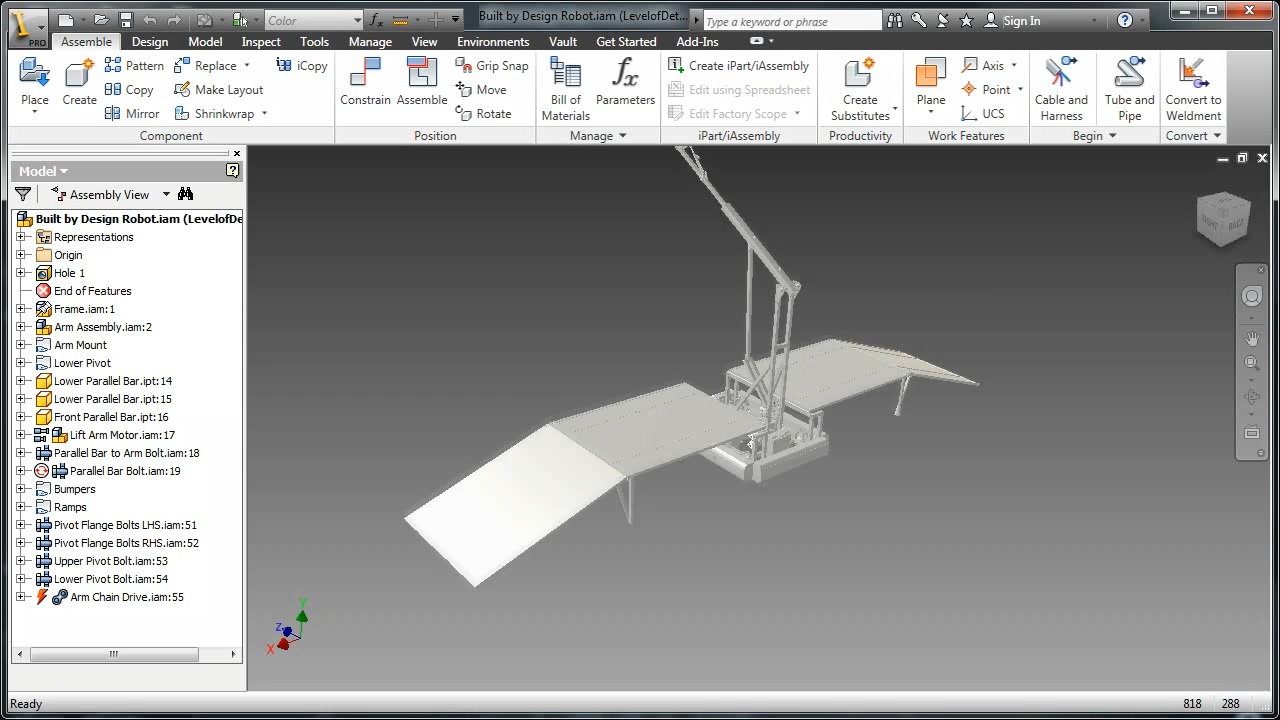 PRO
Color
Built by Design Robot.iam (LevelofDet...
Type a keyword or phrase
Sign In
Assemble Design Model Inspect Tools Manage View Environments Vault Get Started Add-Ins
Place
Create
Pattern
Copy
Mirror
Replace
Make Layout
Shrinkwrap
iCopy
Component
Constrain
Assemble
Grip Snap
Move
Rotate
Position
Bill of
Materials
Parameters
Manage
Create iPart/iAssembly
Edit using Spreadsheet
Edit Factory Scope
iPart/iAssembly
Create
Substitutes
Productivity
Plane
Axis
Point
UCS
Work Features
Cable and
Harness
Tube and
Pipe
Begin
Convert to
Weldment
Convert
Model
Assembly View
Built by Design Robot.iam (LevelofDe
Representations
Origin
Hole 1
End of Features
Frame.iam:1
Arm Assembly.iam:2
Arm Mount
Lower Pivot
Lower Parallel Bar.ipt:14
Lower Parallel Bar.ipt:15
Front Parallel Bar.ipt:16
Lift Arm Motor.iam:17
Parallel Bar to Arm Bolt.iam:18
Parallel Bar Bolt.iam:19
Bumpers
Ramps
Pivot Flange Bolts LHS.iam:51
Pivot Flange Bolts RHS.iam:52
Upper Pivot Bolt.iam:53
Lower Pivot Bolt.iam:54
Arm Chain Drive.iam:55
RIGHT
BACK
Y
Z
X
Ready
818 288